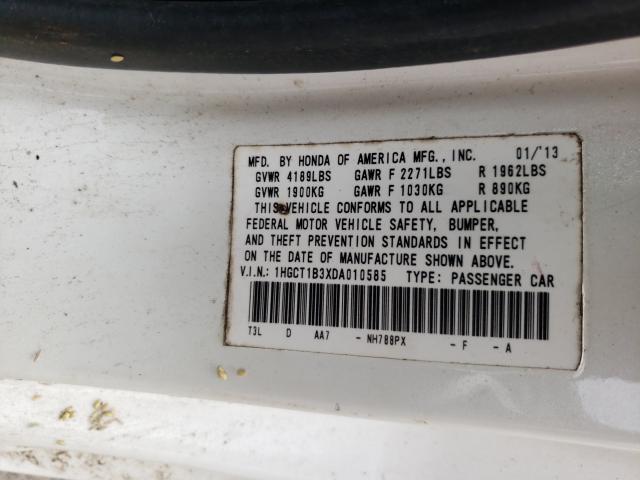 MFD. BY HONDA OF AMERICA MFG., INC. 01/'13
GVWR 4189LBS GAWR F 2271LBS R 1962LBS
GVWR 1900KG GAWR F 1030KG R 890KG
THIS VEHICLE CONFORMS TO ALL APPLICABLE
FEDERAL MOTOR VEHICLE SAFETY, BUMPER,
AND THEFT PREVENTION STANDARDS IN EFFECT
ON THE DATE OF MANUFACTURE SHOWN ABOVE.
V.I.N.: 1HGCT1B3XDA010585 TYPE: PASSENGER CAR
T3L D AA7 - NH788PX - F - A